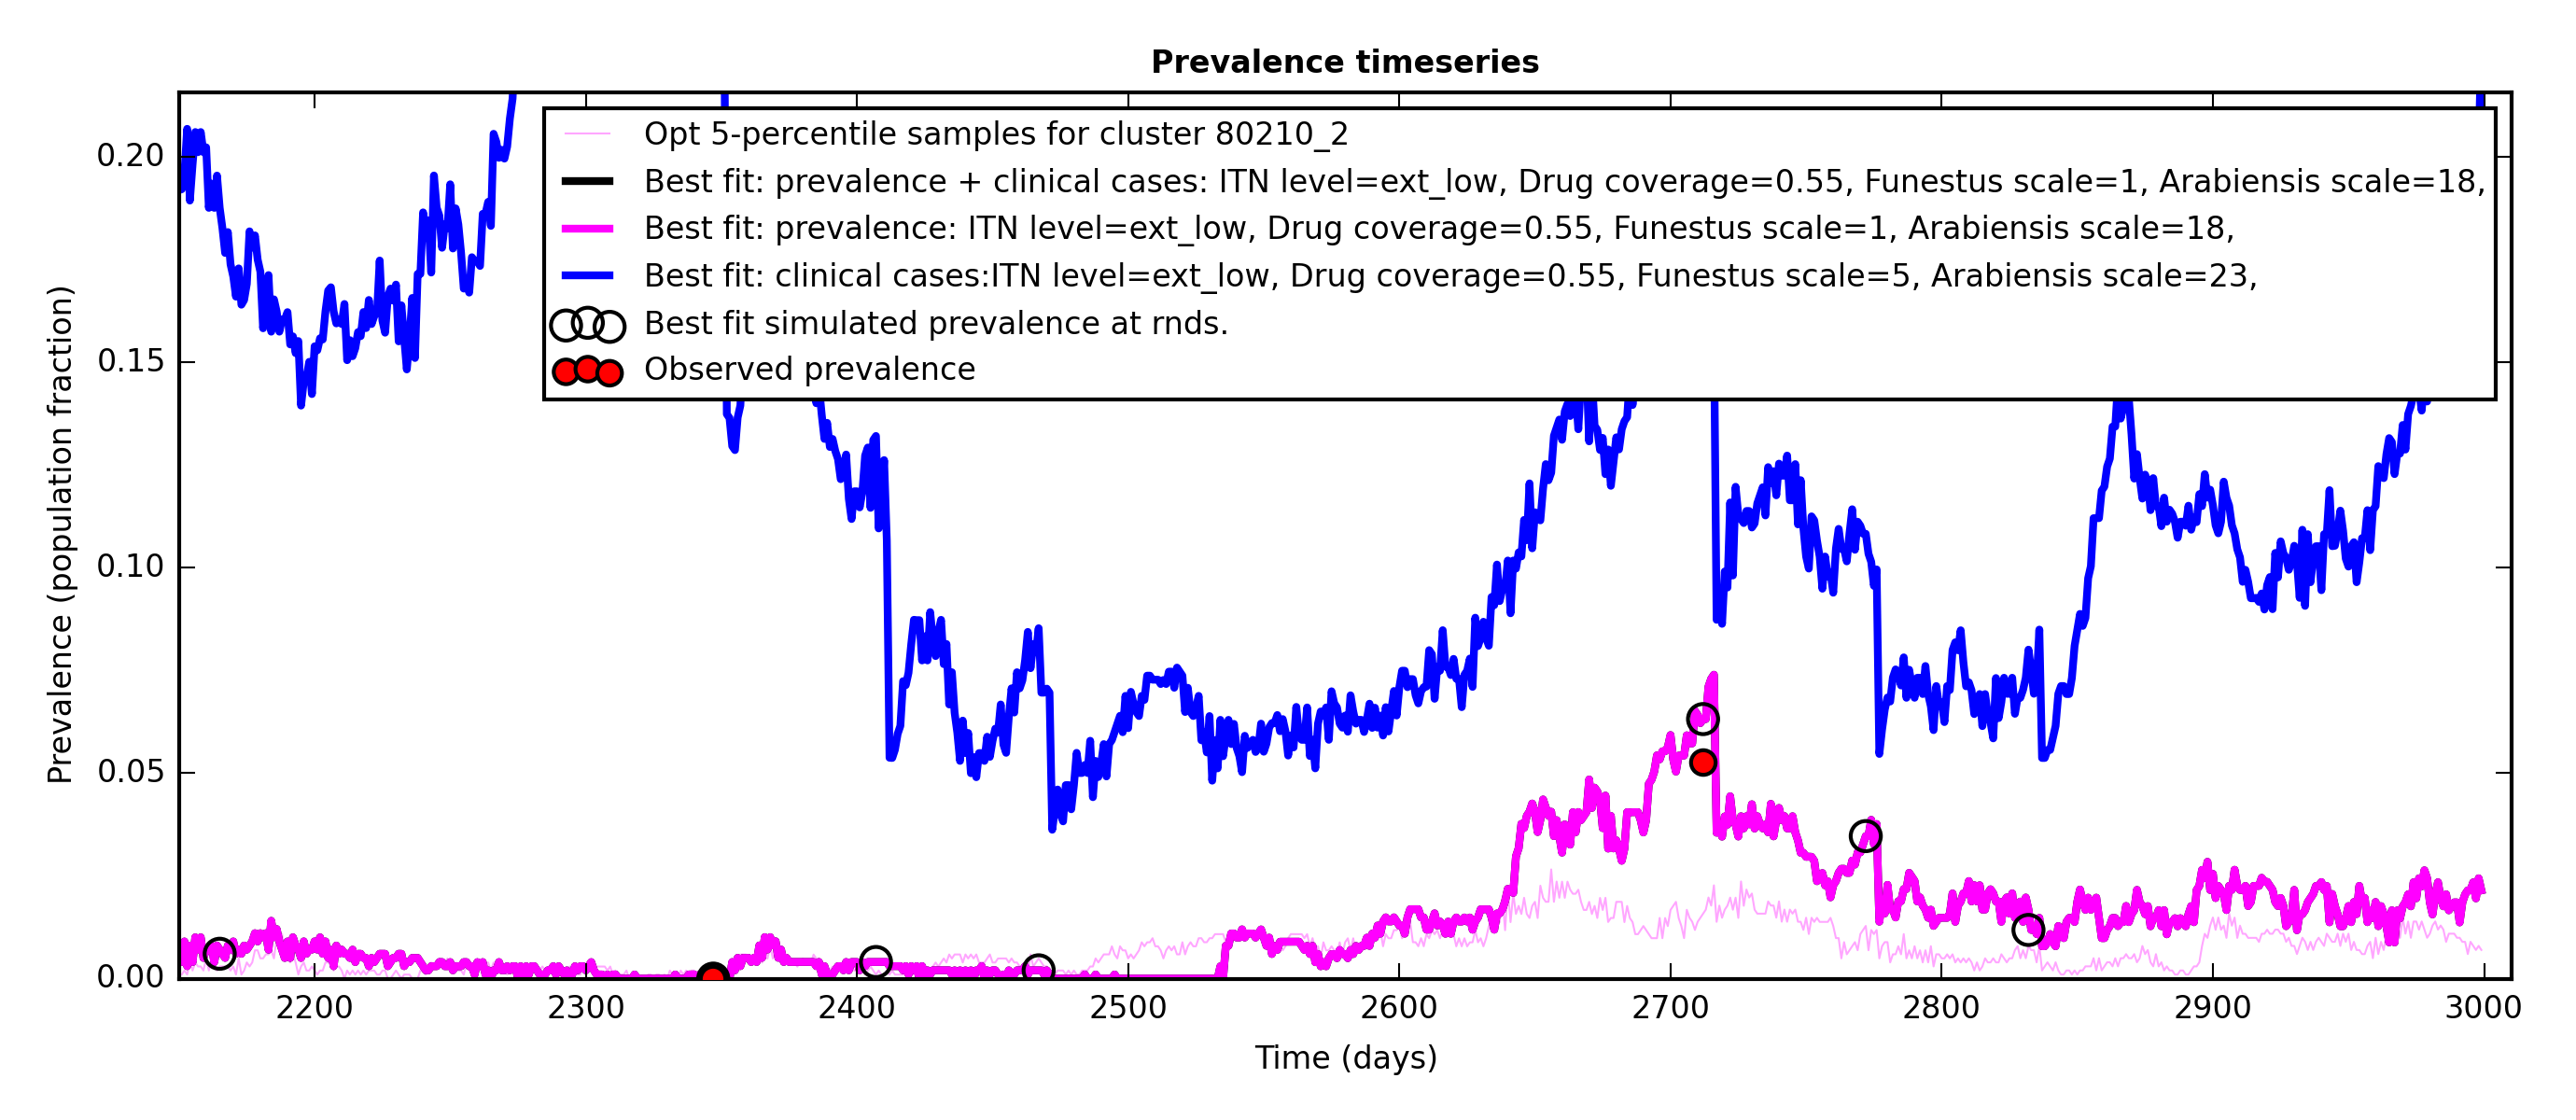 Prevalence timeseries
Opt 5-percentile samples for cluster 80210_2
Best fit: prevalence + clinical cases: ITN level=ext_low, Drug coverage=0.55, Funestus scale=1, Arabiensis scale=18,
Best fit: prevalence: ITN level=ext_low, Drug coverage=0.55, Funestus scale=1, Arabiensis scale=18,
Best fit: clinical cases:ITN level=ext_low, Drug coverage=0.55, Funestus scale=5, Arabiensis scale=23,
Best fit simulated prevalence at rnds.
Observed prevalence
Prevalence (population fraction)
0.20
0.15
0.10
0.05
0.00
2200 2300 2400 2500 2600 2700 2800 2900 3000
Time (days)